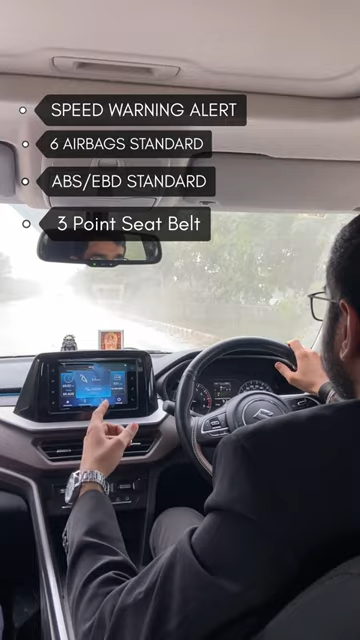 SPEED WARNING ALERT
6 AIRBAGS STANDARD
ABS/EBD STANDARD
3 Point Seat Belt